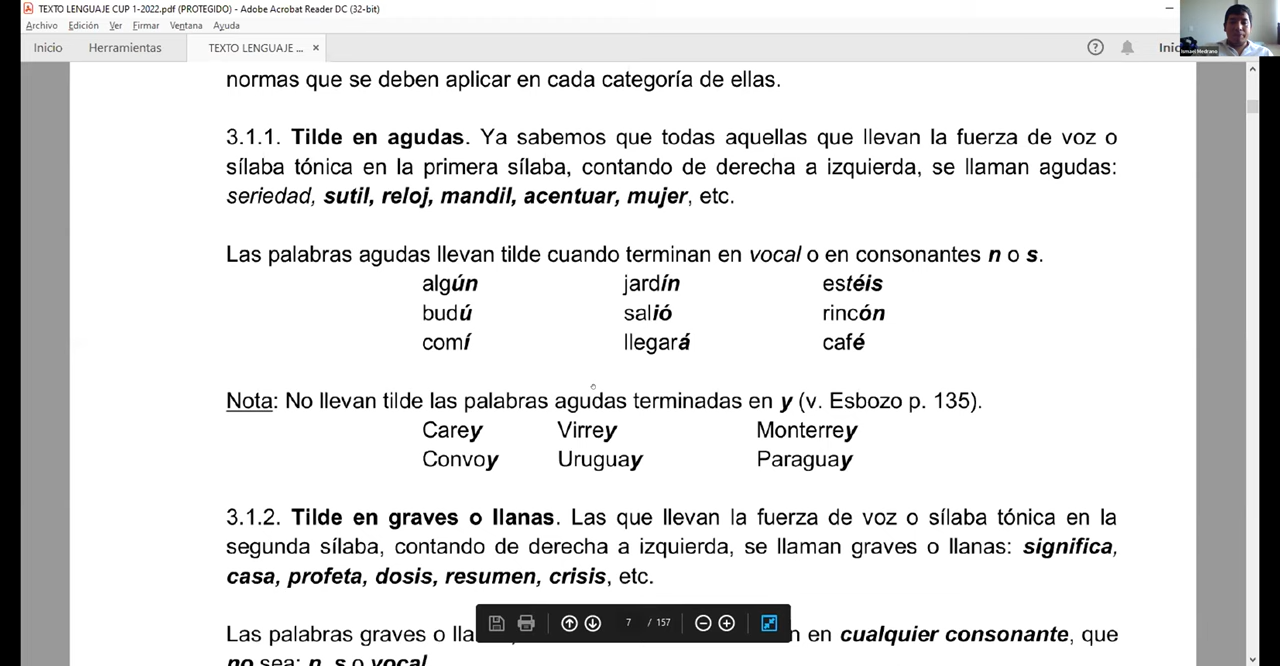 TEXTO LENGUAJE CUP 1-2022.pdf (PROTEGIDO) - Adobe Acrobat Reader DC (32-bit)
Archivo Edición Ver Firmar Ventana Ayuda
Inicio Herramientas TEXTO LENGUAJE ... × ? Ini
Ismael Medrano
normas que se deben aplicar en cada categoría de ellas.
3.1.1. Tilde en agudas. Ya sabemos que todas aquellas que llevan la fuerza de voz o
sílaba tónica en la primera sílaba, contando de derecha a izquierda, se llaman agudas:
seriedad, sutil, reloj, mandil, acentuar, mujer, etc.
Las palabras agudas llevan tilde cuando terminan en vocal o en consonantes n o s.
algún jardín estéis
budú salió rincón
comí llegará café
Nota: No llevan tilde las palabras agudas terminadas en y (v. Esbozo p. 135).
Carey Virrey Monterrey
Convoy Uruguay Paraguay
3.1.2. Tilde en graves o llanas. Las que llevan la fuerza de voz o sílaba tónica en la
segunda sílaba, contando de derecha a izquierda, se llaman graves o llanas: significa,
casa, profeta, dosis, resumen, crisis, etc.
Las palabras graves o lla n en cualquier consonante, que
no sea: n, s o vocal.
7 / 157